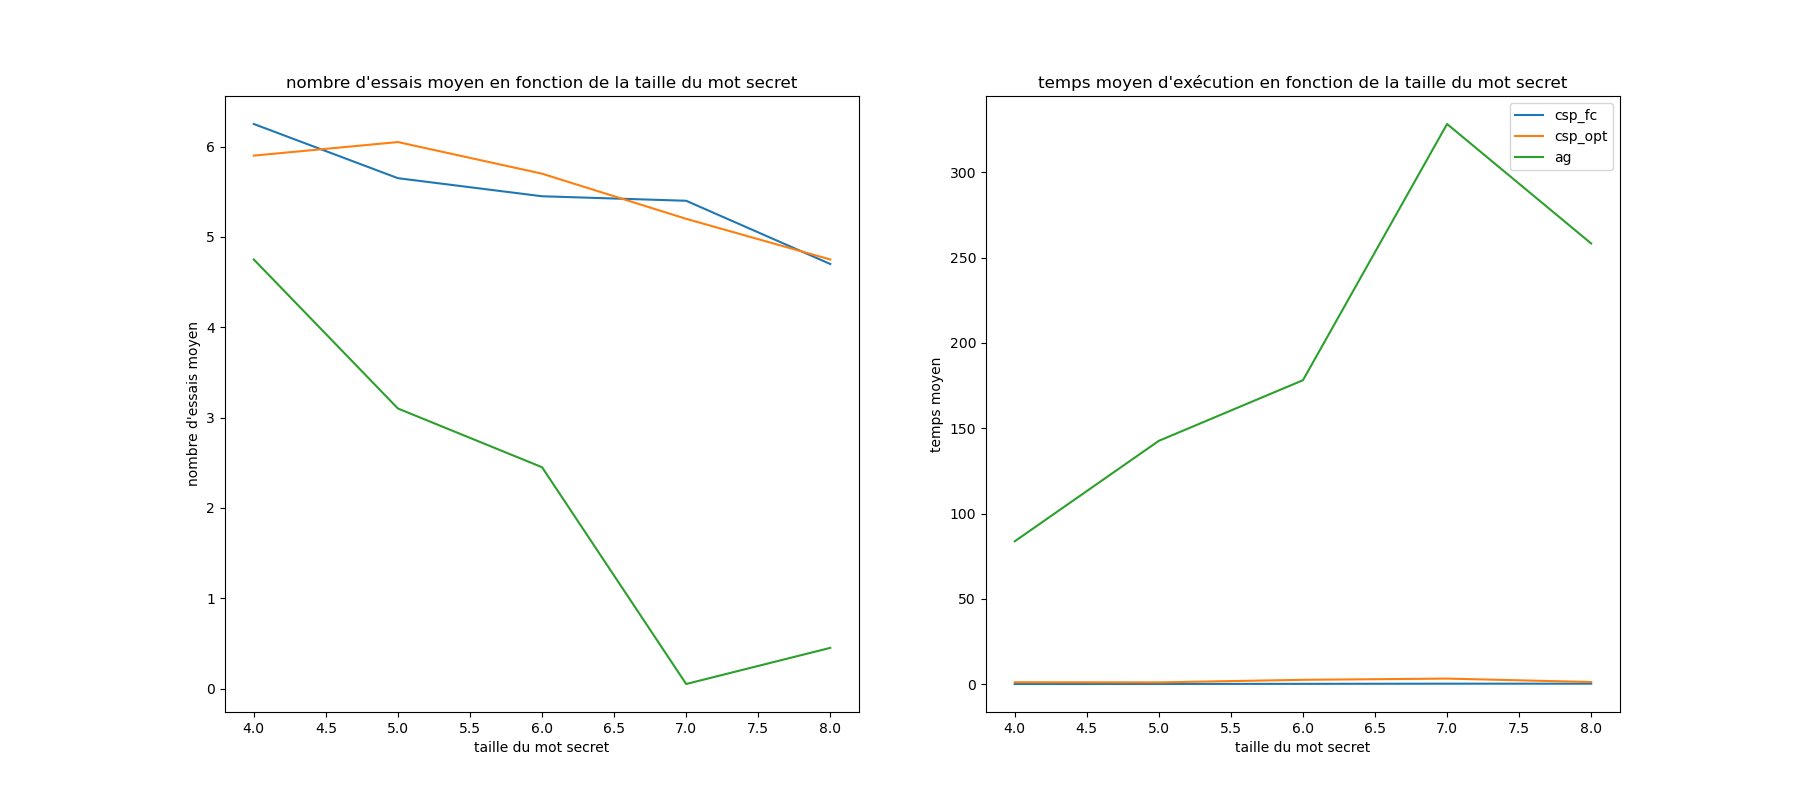 nombre d'essais moyen en fonction de la taille du mot secret
6
5
4
3
2
1
0
nombre d'essais moyen
4.0 4.5 5.0 5.5 6.0 6.5 7.0 7.5 8.0
taille du mot secret
temps moyen d'exécution en fonction de la taille du mot secret
csp_fc
csp_opt
ag
300
250
200
150
100
50
0
temps moyen
4.0 4.5 5.0 5.5 6.0 6.5 7.0 7.5 8.0
taille du mot secret